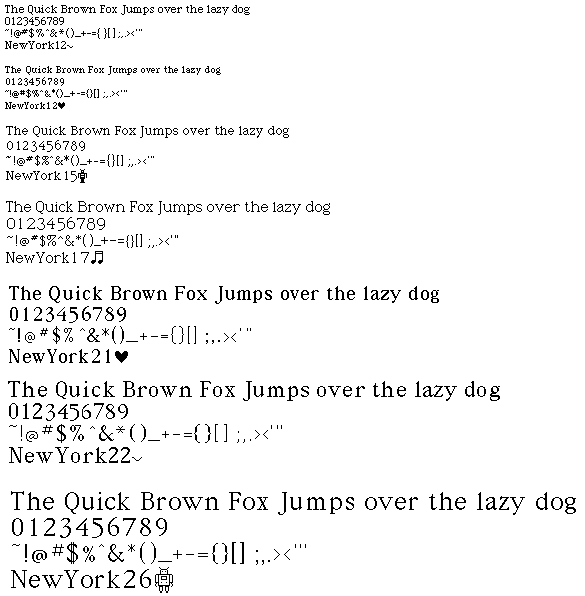 The Quick Brown Fox Jumps over the lazy dog
0123456789
~!@#$%^&*()_+-={}[] ;,.><'"
NewYork12~
The Quick Brown Fox Jumps over the lazy dog
0123456789
~!@#$%^&*()_+-={}[] ;,.><'"
NewYork12♥
The Quick Brown Fox Jumps over the lazy dog
0123456789
~!@#$%^&*()_+-={}[] ;,.><'"
NewYork15
The Quick Brown Fox Jumps over the lazy dog
0123456789
~!@#$%^&*()_+-={}[] ;,.><'"
NewYork17♫
The Quick Brown Fox Jumps over the lazy dog
0123456789
~!@#$%^&*()_+-={}[] ;,.><'"
NewYork21♥
The Quick Brown Fox Jumps over the lazy dog
0123456789
~!@#$%^&*()_+-={}[] ;,.><'"
NewYork22~
The Quick Brown Fox Jumps over the lazy dog
0123456789
~!@#$%^&*()_+-={}[] ;,.><'"
NewYork26